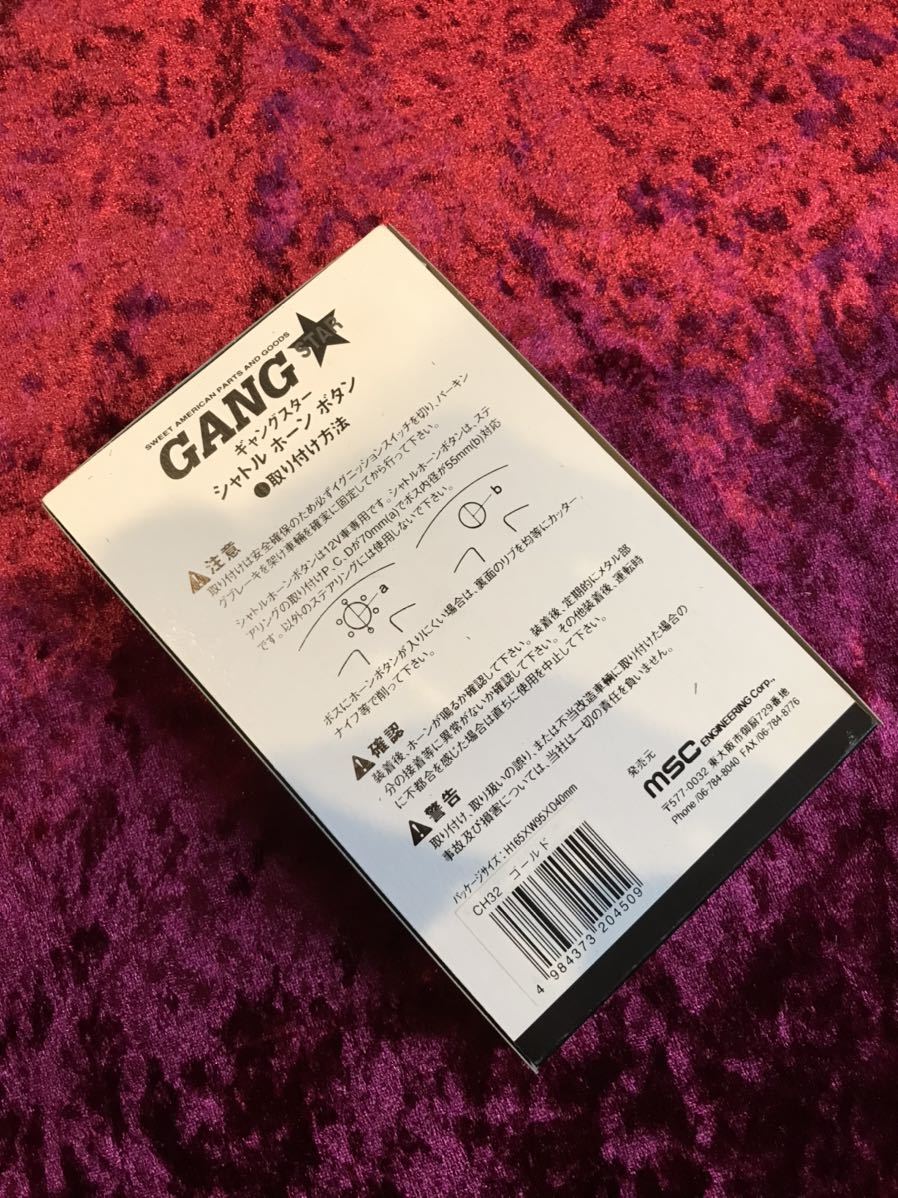 SWEET AMERICAN PARTS AND GOODS
GANG STAR
ギャングスター
シャトル ホーン ボタン
取り付け方法
注意
取り付けは安全確保のため必ずイグニッションスイッチを切り、パーキン
グブレーキを架け車輛を確実に固定してから行って下さい。
シャトルホーンボタンは12V車専用です。シャトルホーンボタンは、ステ
アリングの取り付けP、C、Dが70mm(a)でボス内径が55mm(b)対応
です。以外のステアリングには使用しないで下さい。
a
b
ボスにホーンボタンが入りにくい場合は、裏面のリブを均等にカッター、
ナイフ等で削って下さい。
確認
装着後、ホーンが鳴るか確認して下さい。装着後、定期的にメタル部
分の接着等に異常がないか確認して下さい。その他装着後、運転時
に不都合を感じた場合は直ちに使用を中止して下さい。
警告
取り付け、取り扱いの誤り、または不当改造車輛に取り付けた場合の
事故及び損害については、当社は一切の責任を負いません。
パッケージサイズ：H165XW95XD40mm
発売元
msc ENGINEERING Corp.,
〒577-0032 東大阪市御厨729番地
Phone /06-784-8040 FAX /06-784-8776
CH32 ゴールド
4 984373 204509